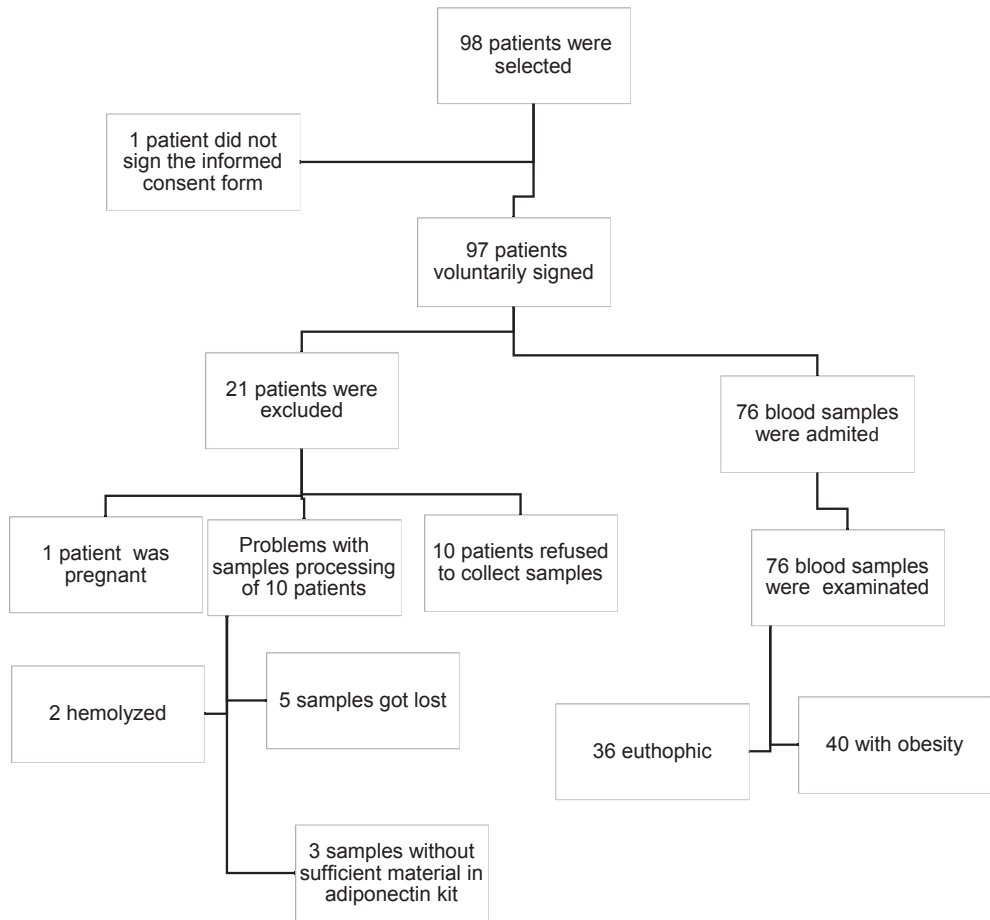 98 patients were
selected
1 patient did not
sign the informed
consent form
97 patients
voluntarily signed
21 patients were
excluded
76 blood samples
were admited
1 patient was
pregnant
Problems with
samples processing
of 10 patients
10 patients refused
to collect samples
76 blood samples
were examinated
2 hemolyzed
5 samples got lost
36 euthophic
40 with obesity
3 samples without
sufficient material in
adiponectin kit